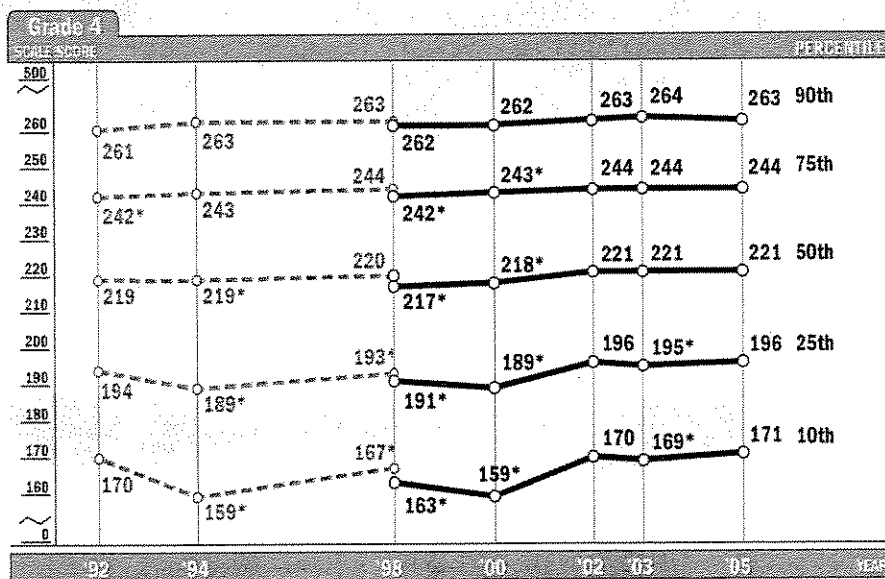 Grade 4
SCALE SCORE PERCENTILE
500
263 262 263 264 263 90th
260 261 263 262
250 244 243* 244 244 244 75th
240 242* 243 242*
230
220 220 218* 221 221 221 50th
219 219* 217*
210
200 193* 189* 196 195* 196 25th
190 194 189* 191*
180
170 167* 159* 170 169* 171 10th
160 170 159* 163*
0
'92 '94 '98 '00 '02 '03 '05 YEAR